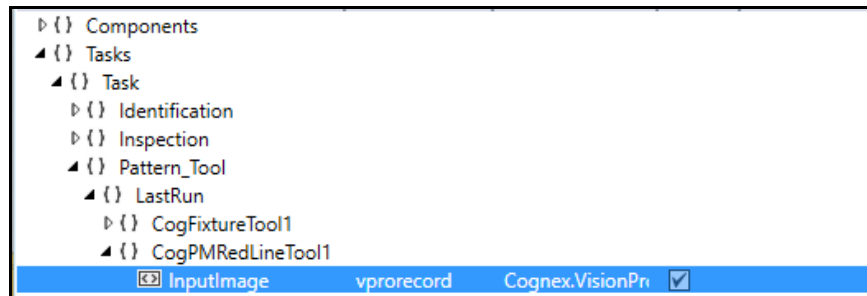 {} Components
{} Tasks
{} Task
{} Identification
{} Inspection
{} Pattern_Tool
{} LastRun
{} CogFixtureTool1
{} CogPMRedLineTool1
InputImage vprorecord Cognex.VisionPr